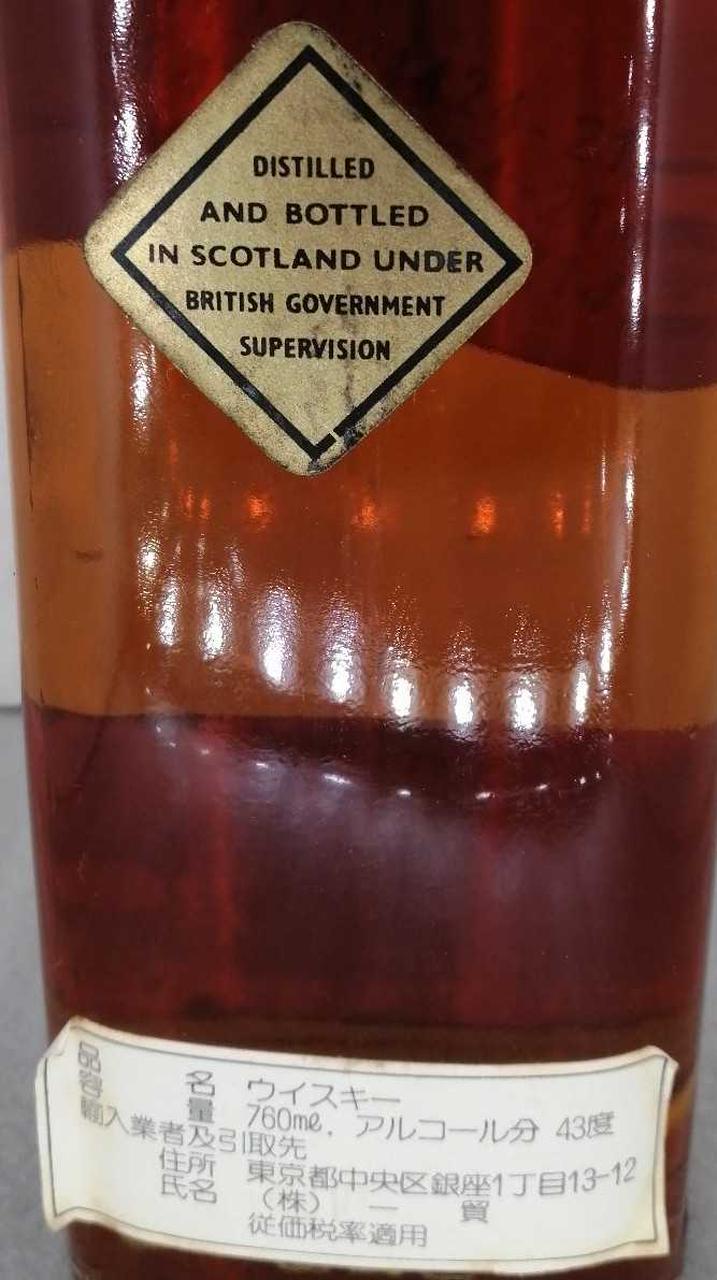 DISTILLED
AND BOTTLED
IN SCOTLAND UNDER
BRITISH GOVERNMENT
SUPERVISION
品 名 ウイスキー
容 量 760ml. アルコール分 43度
輸入業者及引取先
住所 東京都中央区銀座1丁目13-12
氏名 (株) 一 貿
従価税率適用